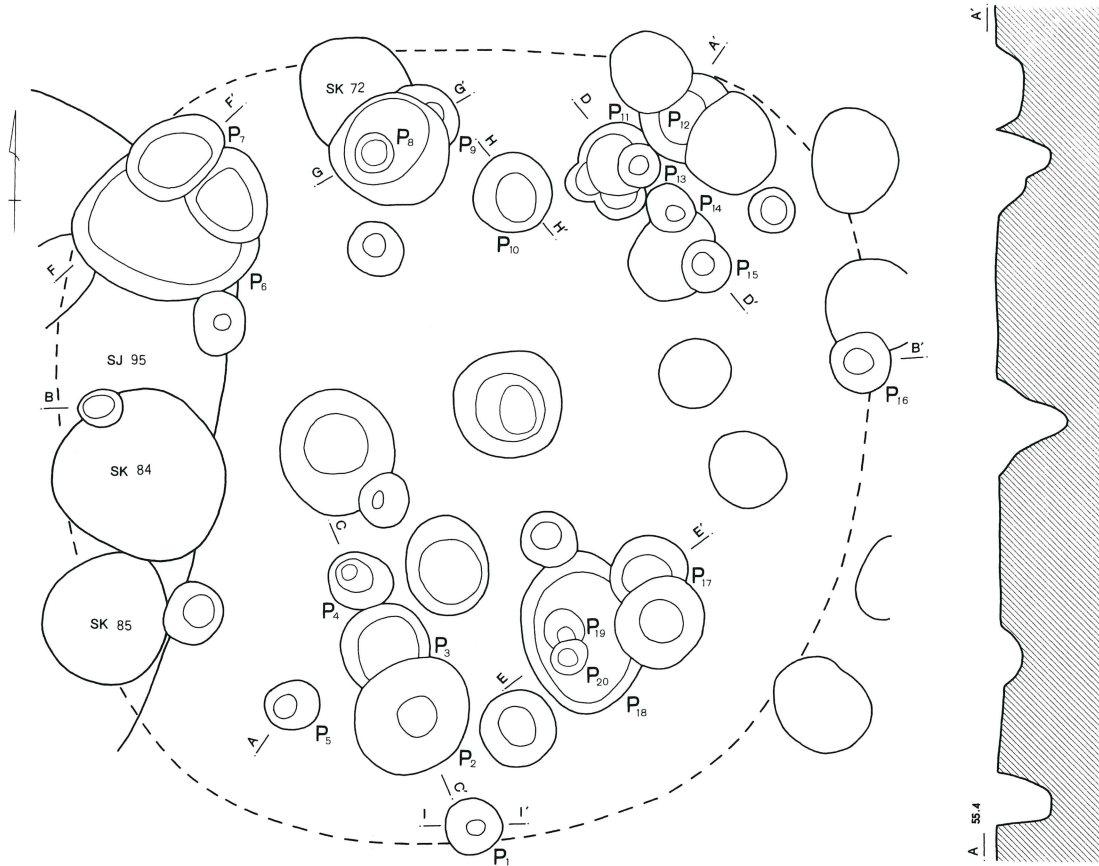 A′
SK 72
G′
F′
D
A′
P₇
P₈
P₁₁
P₁₂
P₉
H
G
P₁₃
P₁₄
P₁₀
H′
F
P₆
P₁₅
D′
SJ 95
B′
B
P₁₆
SK 84
C
E′
P₄
P₁₇
SK 85
P₁₉
P₃
P₂₀
E
P₁₈
A
P₅
P₂
C′
I
I′
P₁
A 55.4